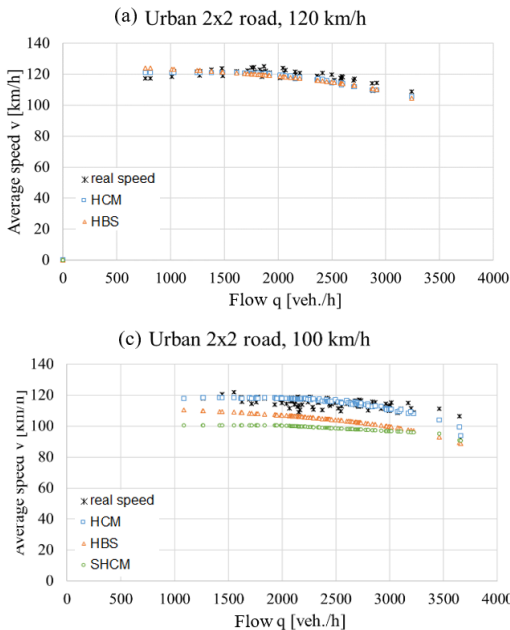 (a) Urban 2x2 road, 120 km/h
Average speed v [km/h]
140
120
100
80
60
40
20
0
real speed
HCM
HBS
0 500 1000 1500 2000 2500 3000 3500 4000
Flow q [veh./h]
(c) Urban 2x2 road, 100 km/h
Average speed v [km/h]
140
120
100
80
60
40
20
0
real speed
HCM
HBS
SHCM
0 500 1000 1500 2000 2500 3000 3500 4000
Flow q [veh./h]